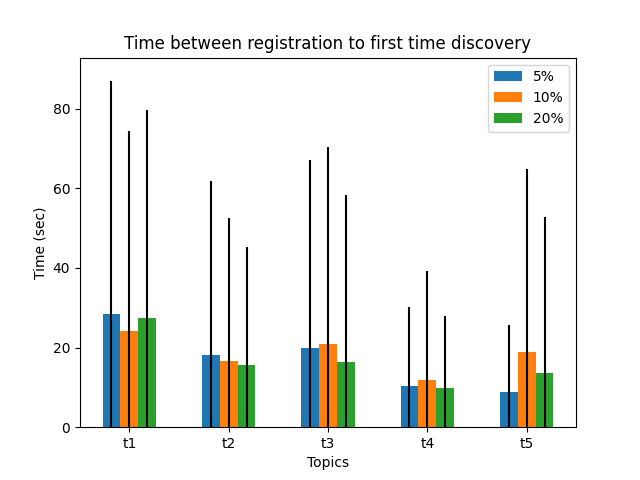 Time between registration to first time discovery
5%
10%
20%
80
60
40
20
0
Time (sec)
t1 t2 t3 t4 t5
Topics